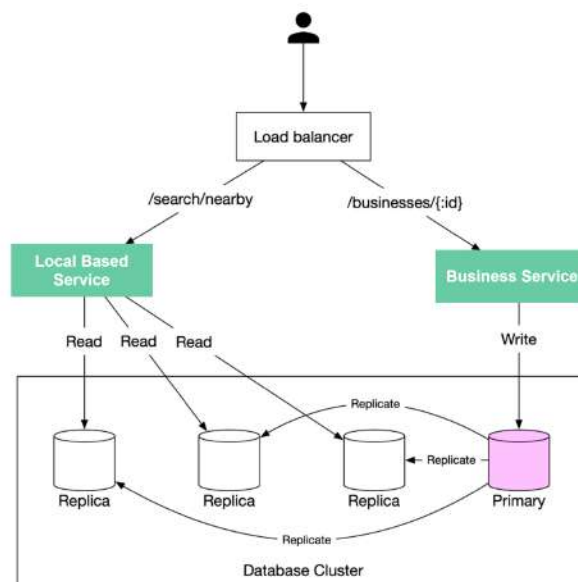 Load balancer
/search/nearby
/businesses/{:id}
Local Based
Service
Business Service
Read
Read
Read
Write
Replicate
Replicate
Replica
Replica
Replica
Primary
Replicate
Database Cluster